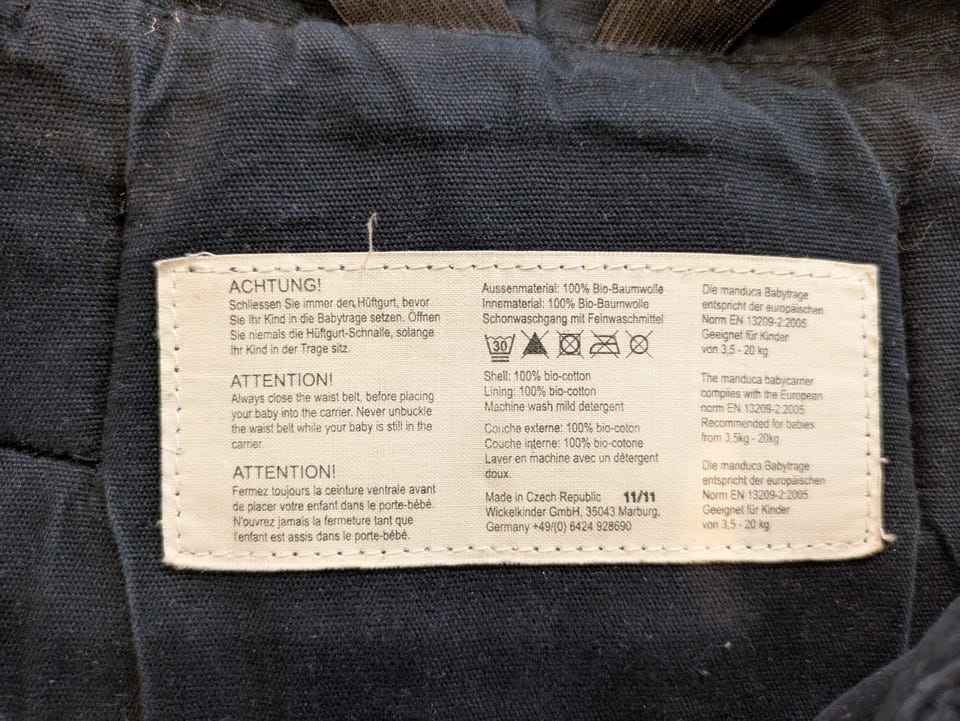 ACHTUNG!
Schliessen Sie immer den Hüftgurt, bevor
Sie Ihr Kind in die Babytrage setzen. Öffnen
Sie niemals die Hüftgurt-Schnalle, solange
Ihr Kind in der Trage sitz.
ATTENTION!
Always close the waist belt, before placing
your baby into the carrier. Never unbuckle
the waist belt while your baby is still in the
carrier.
ATTENTION!
Fermez toujours la ceinture ventrale avant
de placer votre enfant dans le porte-bébé.
N'ouvrez jamais la fermeture tant que
l'enfant est assis dans le porte-bébé.
Aussenmaterial: 100% Bio-Baumwolle
Innematerial: 100% Bio-Baumwolle
Schonwaschgang mit Feinwaschmittel
30
Shell: 100% bio-cotton
Lining: 100% bio-cotton
Machine wash mild detergent
Couche externe: 100% bio-coton
Couche interne: 100% bio-cotone
Laver en machine avec un détergent
doux.
Made in Czech Republic 11/11
Wickelkinder GmbH, 35043 Marburg,
Germany +49/(0) 6424 928690
Die manduca Babytrage
entspricht der europäischen
Norm EN 13209-2:2005
Geeignet für Kinder
von 3,5 - 20 kg
The manduca babycarrier
complies with the European
norm EN 13209-2:2005
Recommended for babies
from 3,5kg - 20kg
Die manduca Babytrage
entspricht der europäischen
Norm EN 13209-2:2005
Geeignet für Kinder
von 3,5 - 20 kg